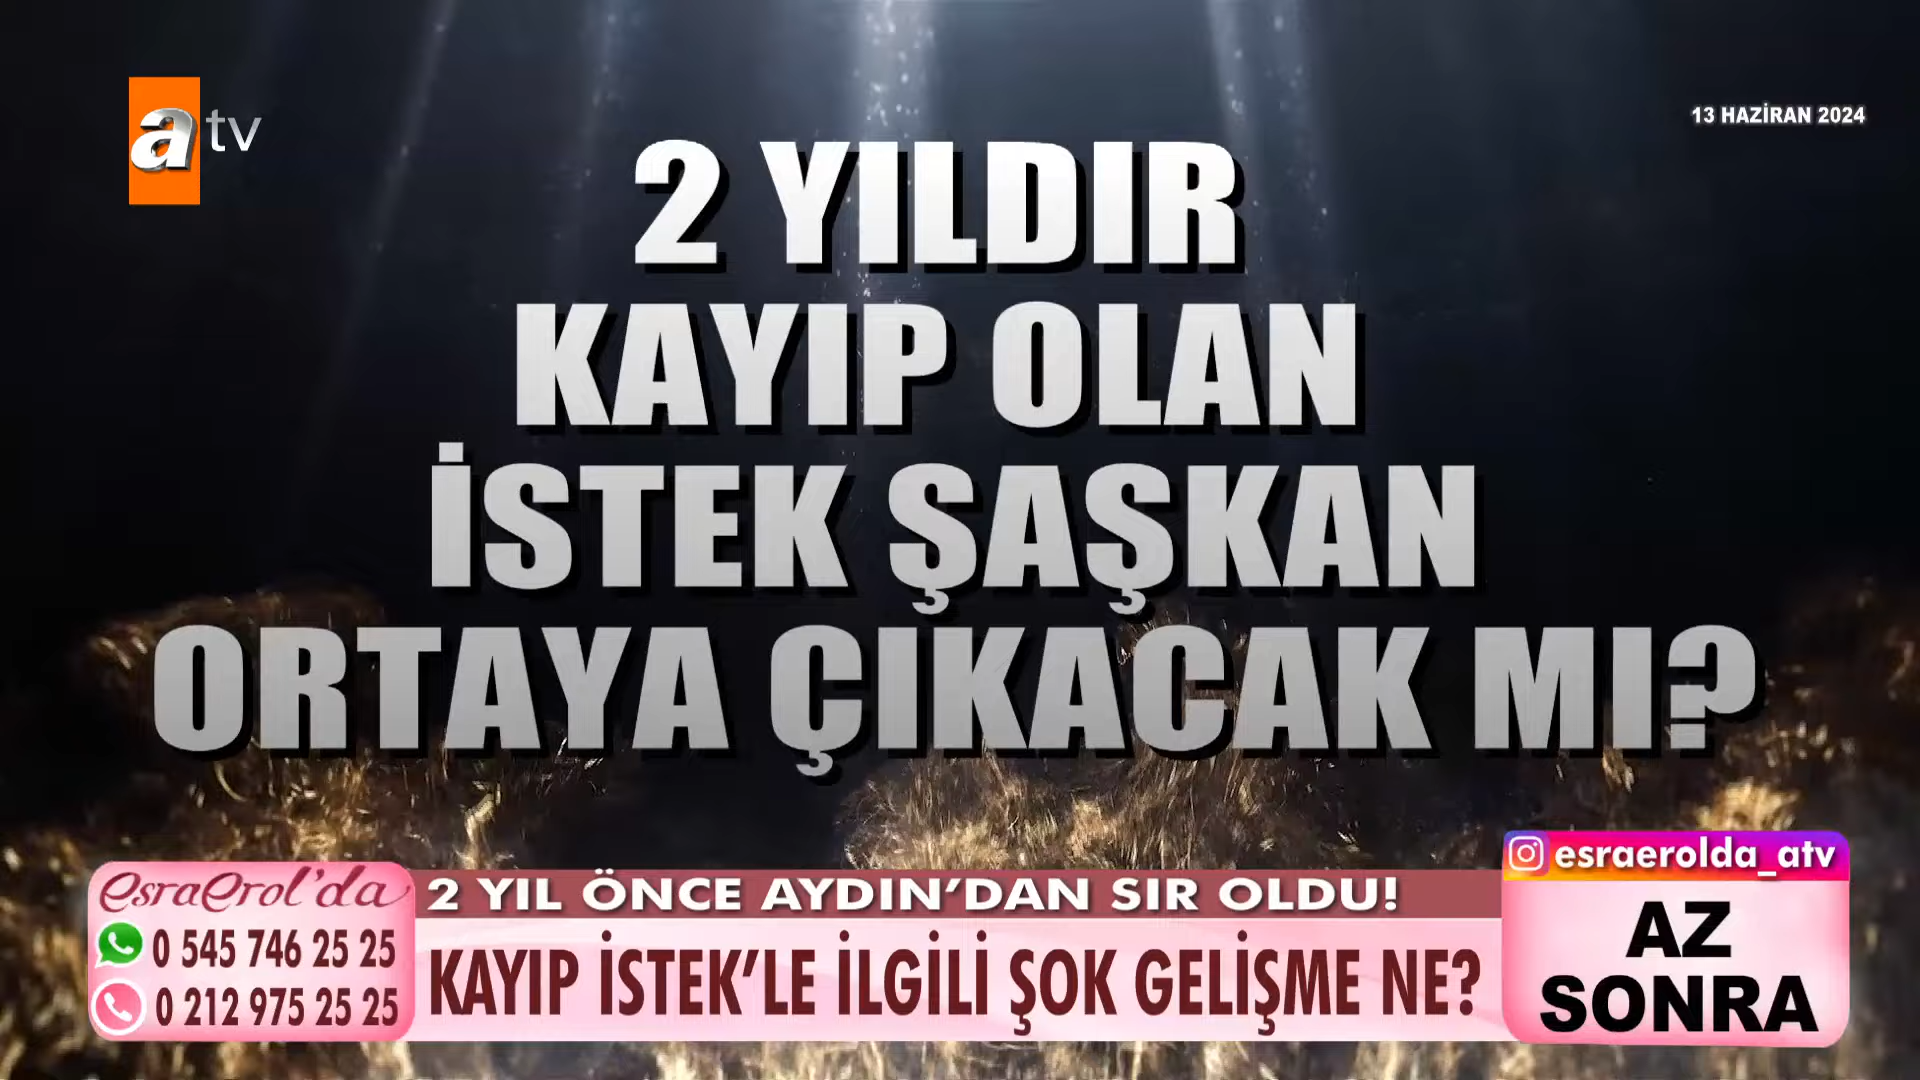 atv
13 HAZİRAN 2024
2 YILDIR
KAYIP OLAN
İSTEK ŞAŞKAN
ORTAYA ÇIKACAK MI?
esraerol'da
0 545 746 25 25
0 212 975 25 25
2 YIL ÖNCE AYDIN'DAN SIR OLDU!
KAYIP İSTEK'LE İLGİLİ ŞOK GELİŞME NE?
esraerolda_atv
AZ
SONRA